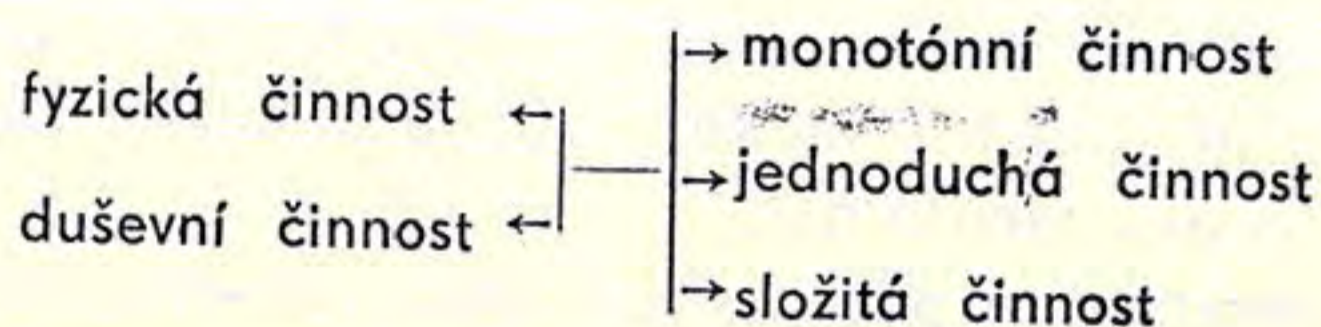 fyzická činnost
duševní činnost
monotónní činnost
jednoduchá činnost
složitá činnost